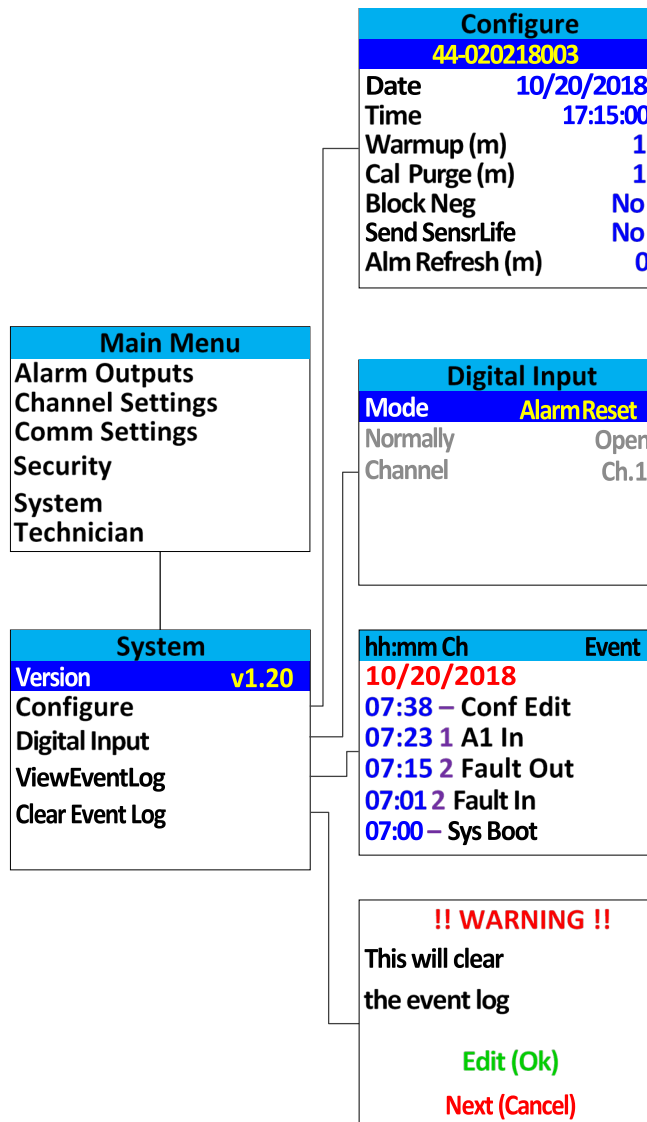 Configure
44-020218003
Date 10/20/2018
Time 17:15:00
Warmup (m) 1
Cal Purge (m) 1
Block Neg No
Send SensrLife No
Alm Refresh (m) 0
Main Menu
Alarm Outputs
Channel Settings
Comm Settings
Security
System
Technician
Digital Input
Mode AlarmReset
Normally Open
Channel Ch.1
System
Version v1.20
Configure
Digital Input
ViewEventLog
Clear Event Log
hh:mm Ch Event
10/20/2018
07:38 – Conf Edit
07:23 1 A1 In
07:15 2 Fault Out
07:01 2 Fault In
07:00 – Sys Boot
!! WARNING !!
This will clear
the event log
Edit (Ok)
Next (Cancel)